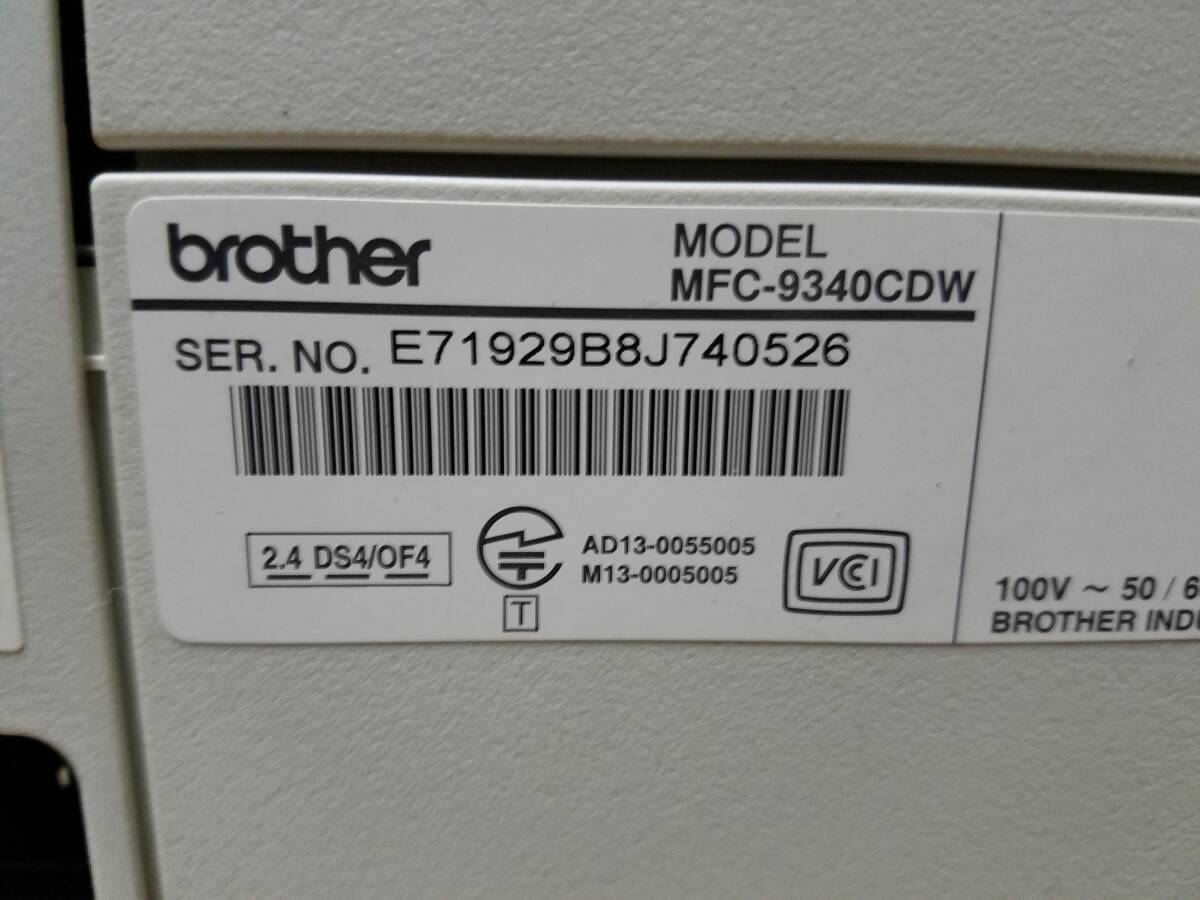 brother
MODEL
MFC-9340CDW
SER. NO. E71929B8J740526
2.4 DS4/OF4
AD13-0055005
M13-0005005
T
VCCI
100V ~ 50 / 6
BROTHER INDU